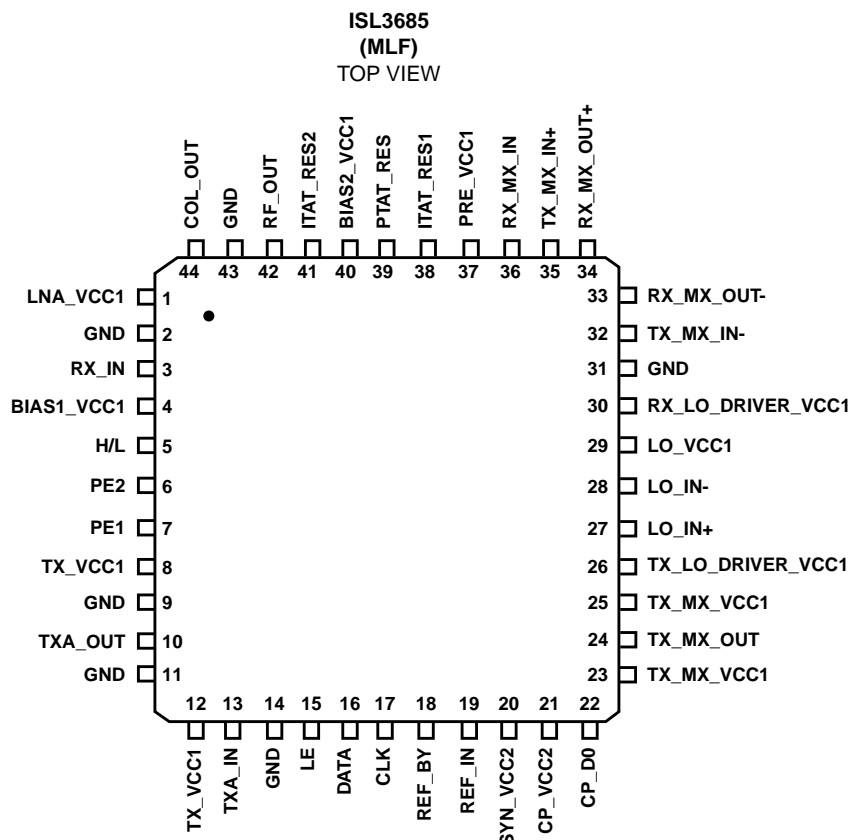 ISL3685
(MLF)
TOP VIEW
COL_OUT
GND
RF_OUT
ITAT_RES2
BIAS2_VCC1
PTAT_RES
ITAT_RES1
PRE_VCC1
RX_MX_IN
TX_MX_IN+
RX_MX_OUT+
44 43 42 41 40 39 38 37 36 35 34
LNA_VCC1 1
GND 2
RX_IN 3
BIAS1_VCC1 4
H/L 5
PE2 6
PE1 7
TX_VCC1 8
GND 9
TXA_OUT 10
GND 11
33 RX_MX_OUT-
32 TX_MX_IN-
31 GND
30 RX_LO_DRIVER_VCC1
29 LO_VCC1
28 LO_IN-
27 LO_IN+
26 TX_LO_DRIVER_VCC1
25 TX_MX_VCC1
24 TX_MX_OUT
23 TX_MX_VCC1
12 13 14 15 16 17 18 19 20 21 22
TX_VCC1
TXA_IN
GND
LE
DATA
CLK
REF_BY
REF_IN
SYN_VCC2
CP_VCC2
CP_D0